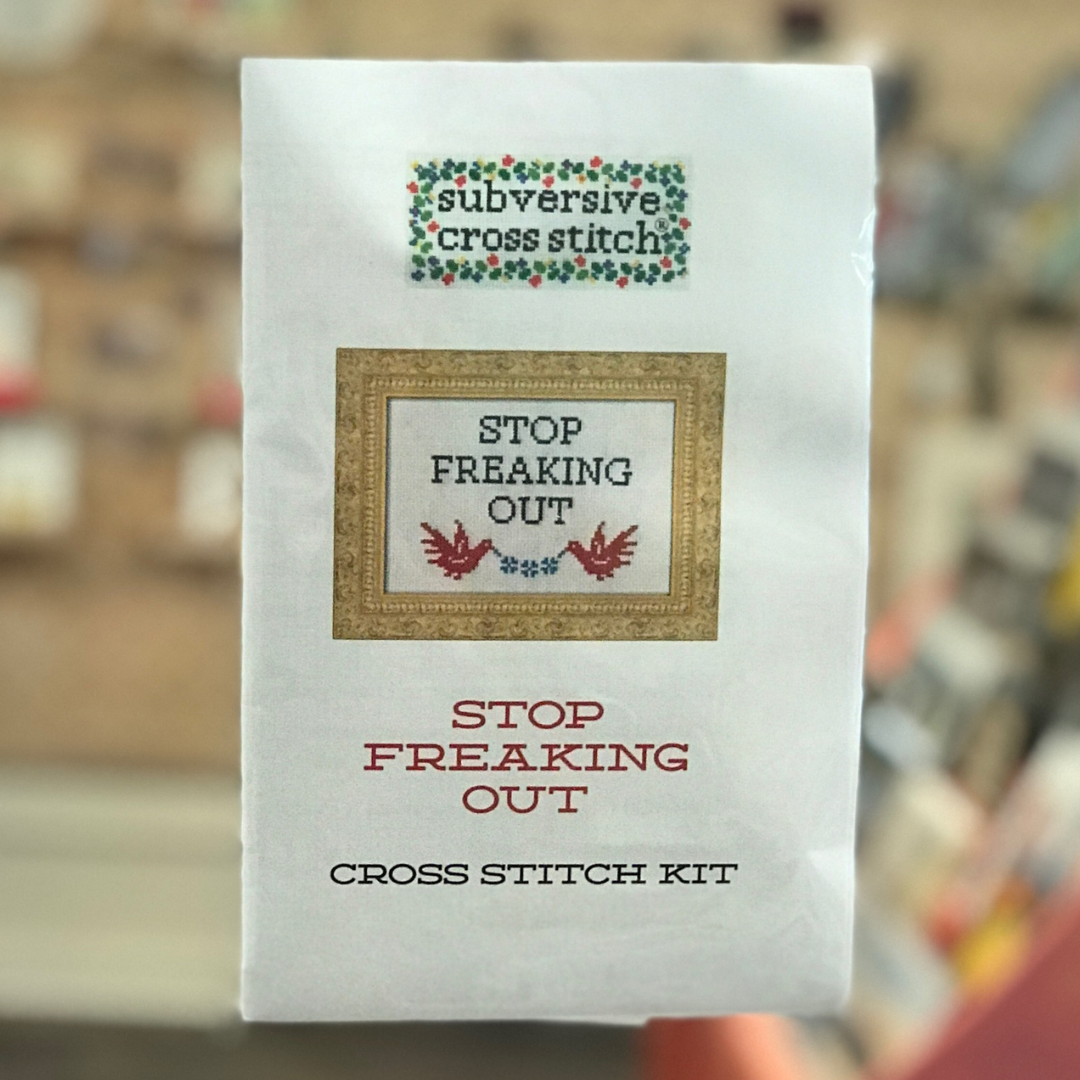 subversive
cross stitch®
STOP
FREAKING
OUT
STOP
FREAKING
OUT
CROSS STITCH KIT